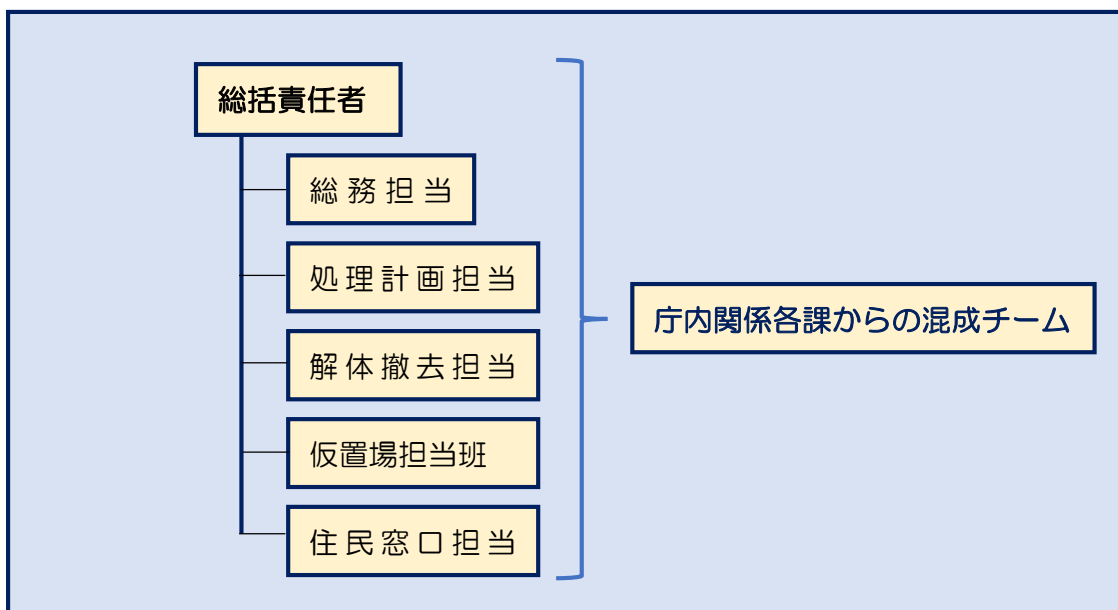 総括責任者
総務担当
処理計画担当
解体撤去担当
仮置場担当班
住民窓口担当
庁内関係各課からの混成チーム